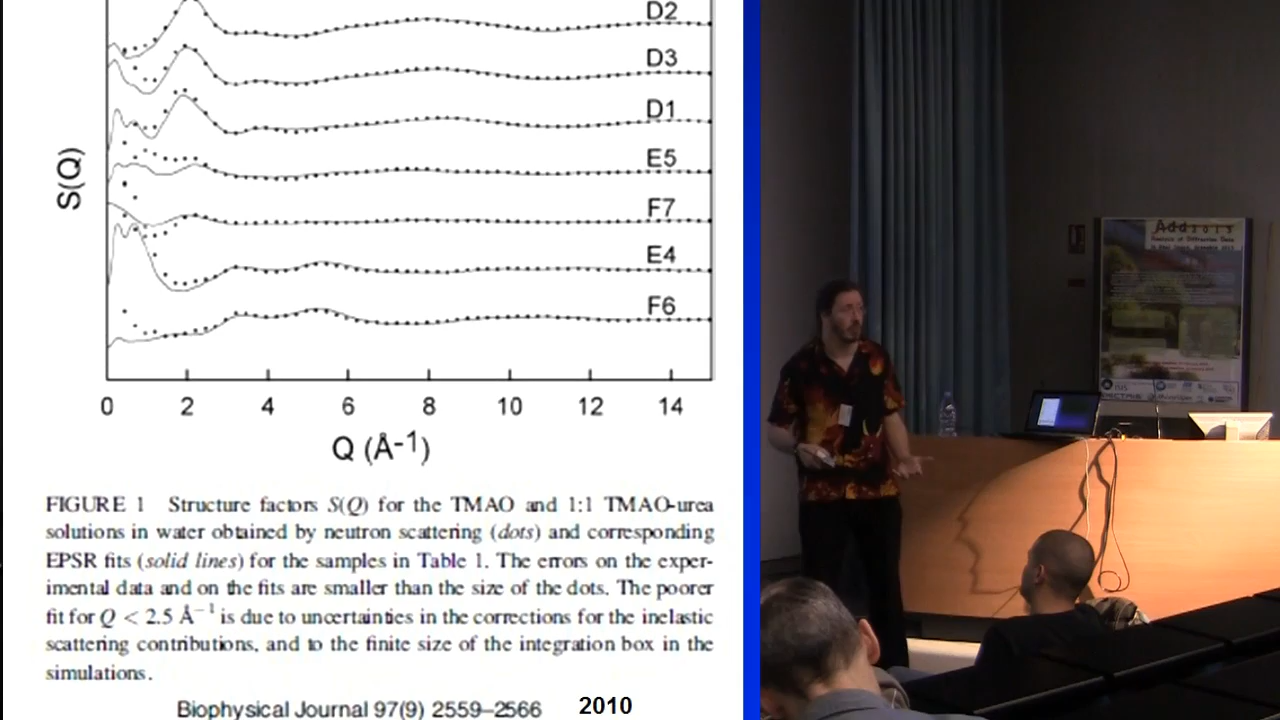 D2
D3
D1
E5
F7
E4
F6
S(Q)
0 2 4 6 8 10 12 14
Q (Å⁻¹)
FIGURE 1 Structure factors S(Q) for the TMAO and 1:1 TMAO-urea
solutions in water obtained by neutron scattering (dots) and corresponding
EPSR fits (solid lines) for the samples in Table 1. The errors on the exper-
imental data and on the fits are smaller than the size of the dots. The poorer
fit for Q < 2.5 Å⁻¹ is due to uncertainties in the corrections for the inelastic
scattering contributions, and to the finite size of the integration box in the
simulations.
Biophysical Journal 97(9) 2559–2566 2010
Analysis of Diffraction Data
ISIS